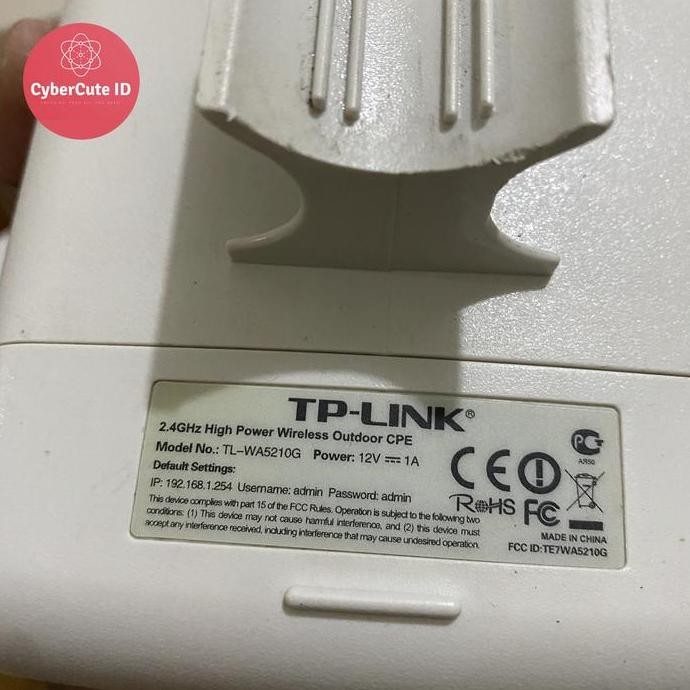 CyberCute ID
TP-LINK®
2.4GHz High Power Wireless Outdoor CPE
Model No.: TL-WA5210G Power: 12V ⎓ 1A
Default Settings:
IP: 192.168.1.254 Username: admin Password: admin
This device complies with part 15 of the FCC Rules. Operation is subject to the following two
conditions: (1) This device may not cause harmful interference, and (2) this device must
accept any interference received, including interference that may cause undesired operation.
CE
RoHS FC
MADE IN CHINA
FCC ID:TE7WA5210G